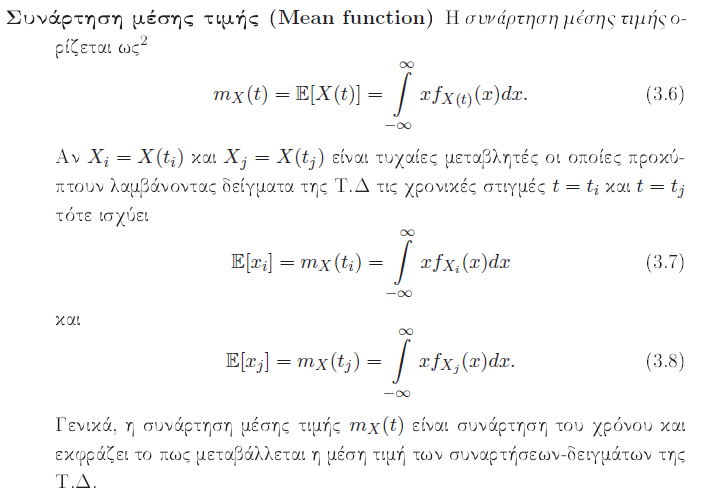 Συνάρτηση μέσης τιμής (Mean function) Η συνάρτηση μέσης τιμής ο-
ρίζεται ως²
m_X(t) = 𝔼[X(t)] = ∫_{-∞}^{∞} x f_{X(t)}(x)dx. (3.6)
Αν X_i = X(t_i) και X_j = X(t_j) είναι τυχαίες μεταβλητές οι οποίες προκύ-
πτουν λαμβάνοντας δείγματα της Τ.Δ τις χρονικές στιγμές t = t_i και t = t_j
τότε ισχύει
𝔼[x_i] = m_X(t_i) = ∫_{-∞}^{∞} x f_{X_i}(x)dx (3.7)
και
𝔼[x_j] = m_X(t_j) = ∫_{-∞}^{∞} x f_{X_j}(x)dx. (3.8)
Γενικά, η συνάρτηση μέσης τιμής m_X(t) είναι συνάρτηση του χρόνου και
εκφράζει το πως μεταβάλλεται η μέση τιμή των συναρτήσεων-δειγμάτων της
Τ.Δ.